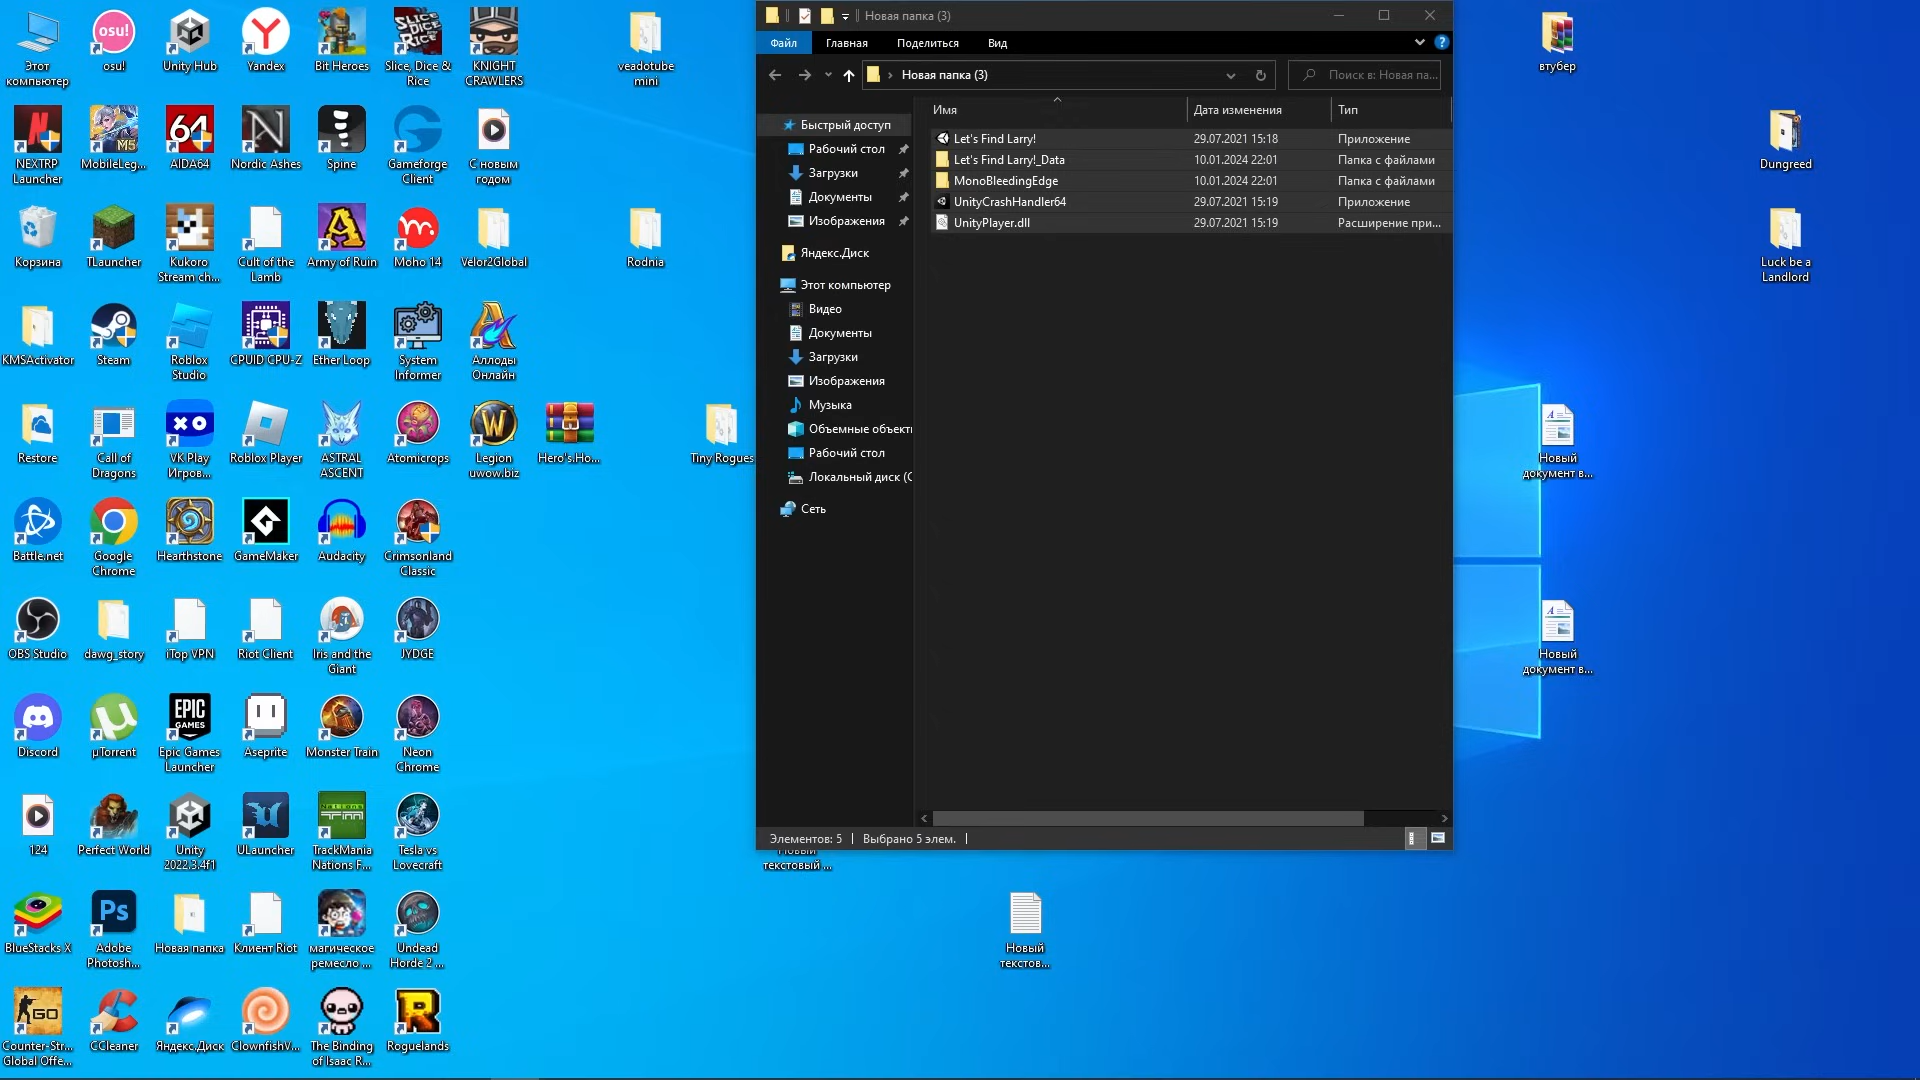 Этот компьютер
osu!
Unity Hub
Yandex
Bit Heroes
Slice, Dice & Rice
KNIGHT CRAWLERS
veadotube mini
NEXTRP Launcher
MobileLeg...
AIDA64
Nordic Ashes
Spine
Gameforge Client
С новым годом
Корзина
TLauncher
Kukoro Stream ch...
Cult of the Lamb
Army of Ruin
Moho 14
Velor2Global
Rodnia
KMSActivator
Steam
Roblox Studio
CPUID CPU-Z
Ether Loop
System Informer
Аллоды Онлайн
Restore
Call of Dragons
VK Play Игров...
Roblox Player
ASTRAL ASCENT
Atomicrops
Legion uwow.biz
Hero's.Ho...
Tiny Rogues
Battle.net
Google Chrome
Hearthstone
GameMaker
Audacity
Crimsonland Classic
OBS Studio
dawg_story
iTop VPN
Riot Client
Iris and the Giant
JYDGE
Discord
µTorrent
Epic Games Launcher
Aseprite
Monster Train
Neon Chrome
124
Perfect World
Unity 2022.3.4f1
ULauncher
TrackMania Nations F...
Tesla vs Lovecraft
BlueStacks X
Adobe Photosh...
Новая папка
Клиент Riot
магическое ремесло ...
Undead Horde 2 ...
Counter-Str... Global Offe...
CCleaner
Яндекс.Диск
ClownfishV...
The Binding of Isaac R...
Roguelands
Новая папка (3)
Файл
Главная
Поделиться
Вид
Новая папка (3)
Поиск в: Новая па...
Быстрый доступ
Рабочий стол
Загрузки
Документы
Изображения
Яндекс.Диск
Этот компьютер
Видео
Документы
Загрузки
Изображения
Музыка
Объемные объекты
Рабочий стол
Локальный диск (C
Сеть
Имя
Дата изменения
Тип
Let's Find Larry!
29.07.2021 15:18
Приложение
Let's Find Larry!_Data
10.01.2024 22:01
Папка с файлами
MonoBleedingEdge
10.01.2024 22:01
Папка с файлами
UnityCrashHandler64
29.07.2021 15:19
Приложение
UnityPlayer.dll
29.07.2021 15:19
Расширение при...
Элементов: 5
Выбрано 5 элем.
Новый текстовый ...
Новый текстов...
втубер
Dungreed
Luck be a Landlord
Новый документ в...
Новый документ в...